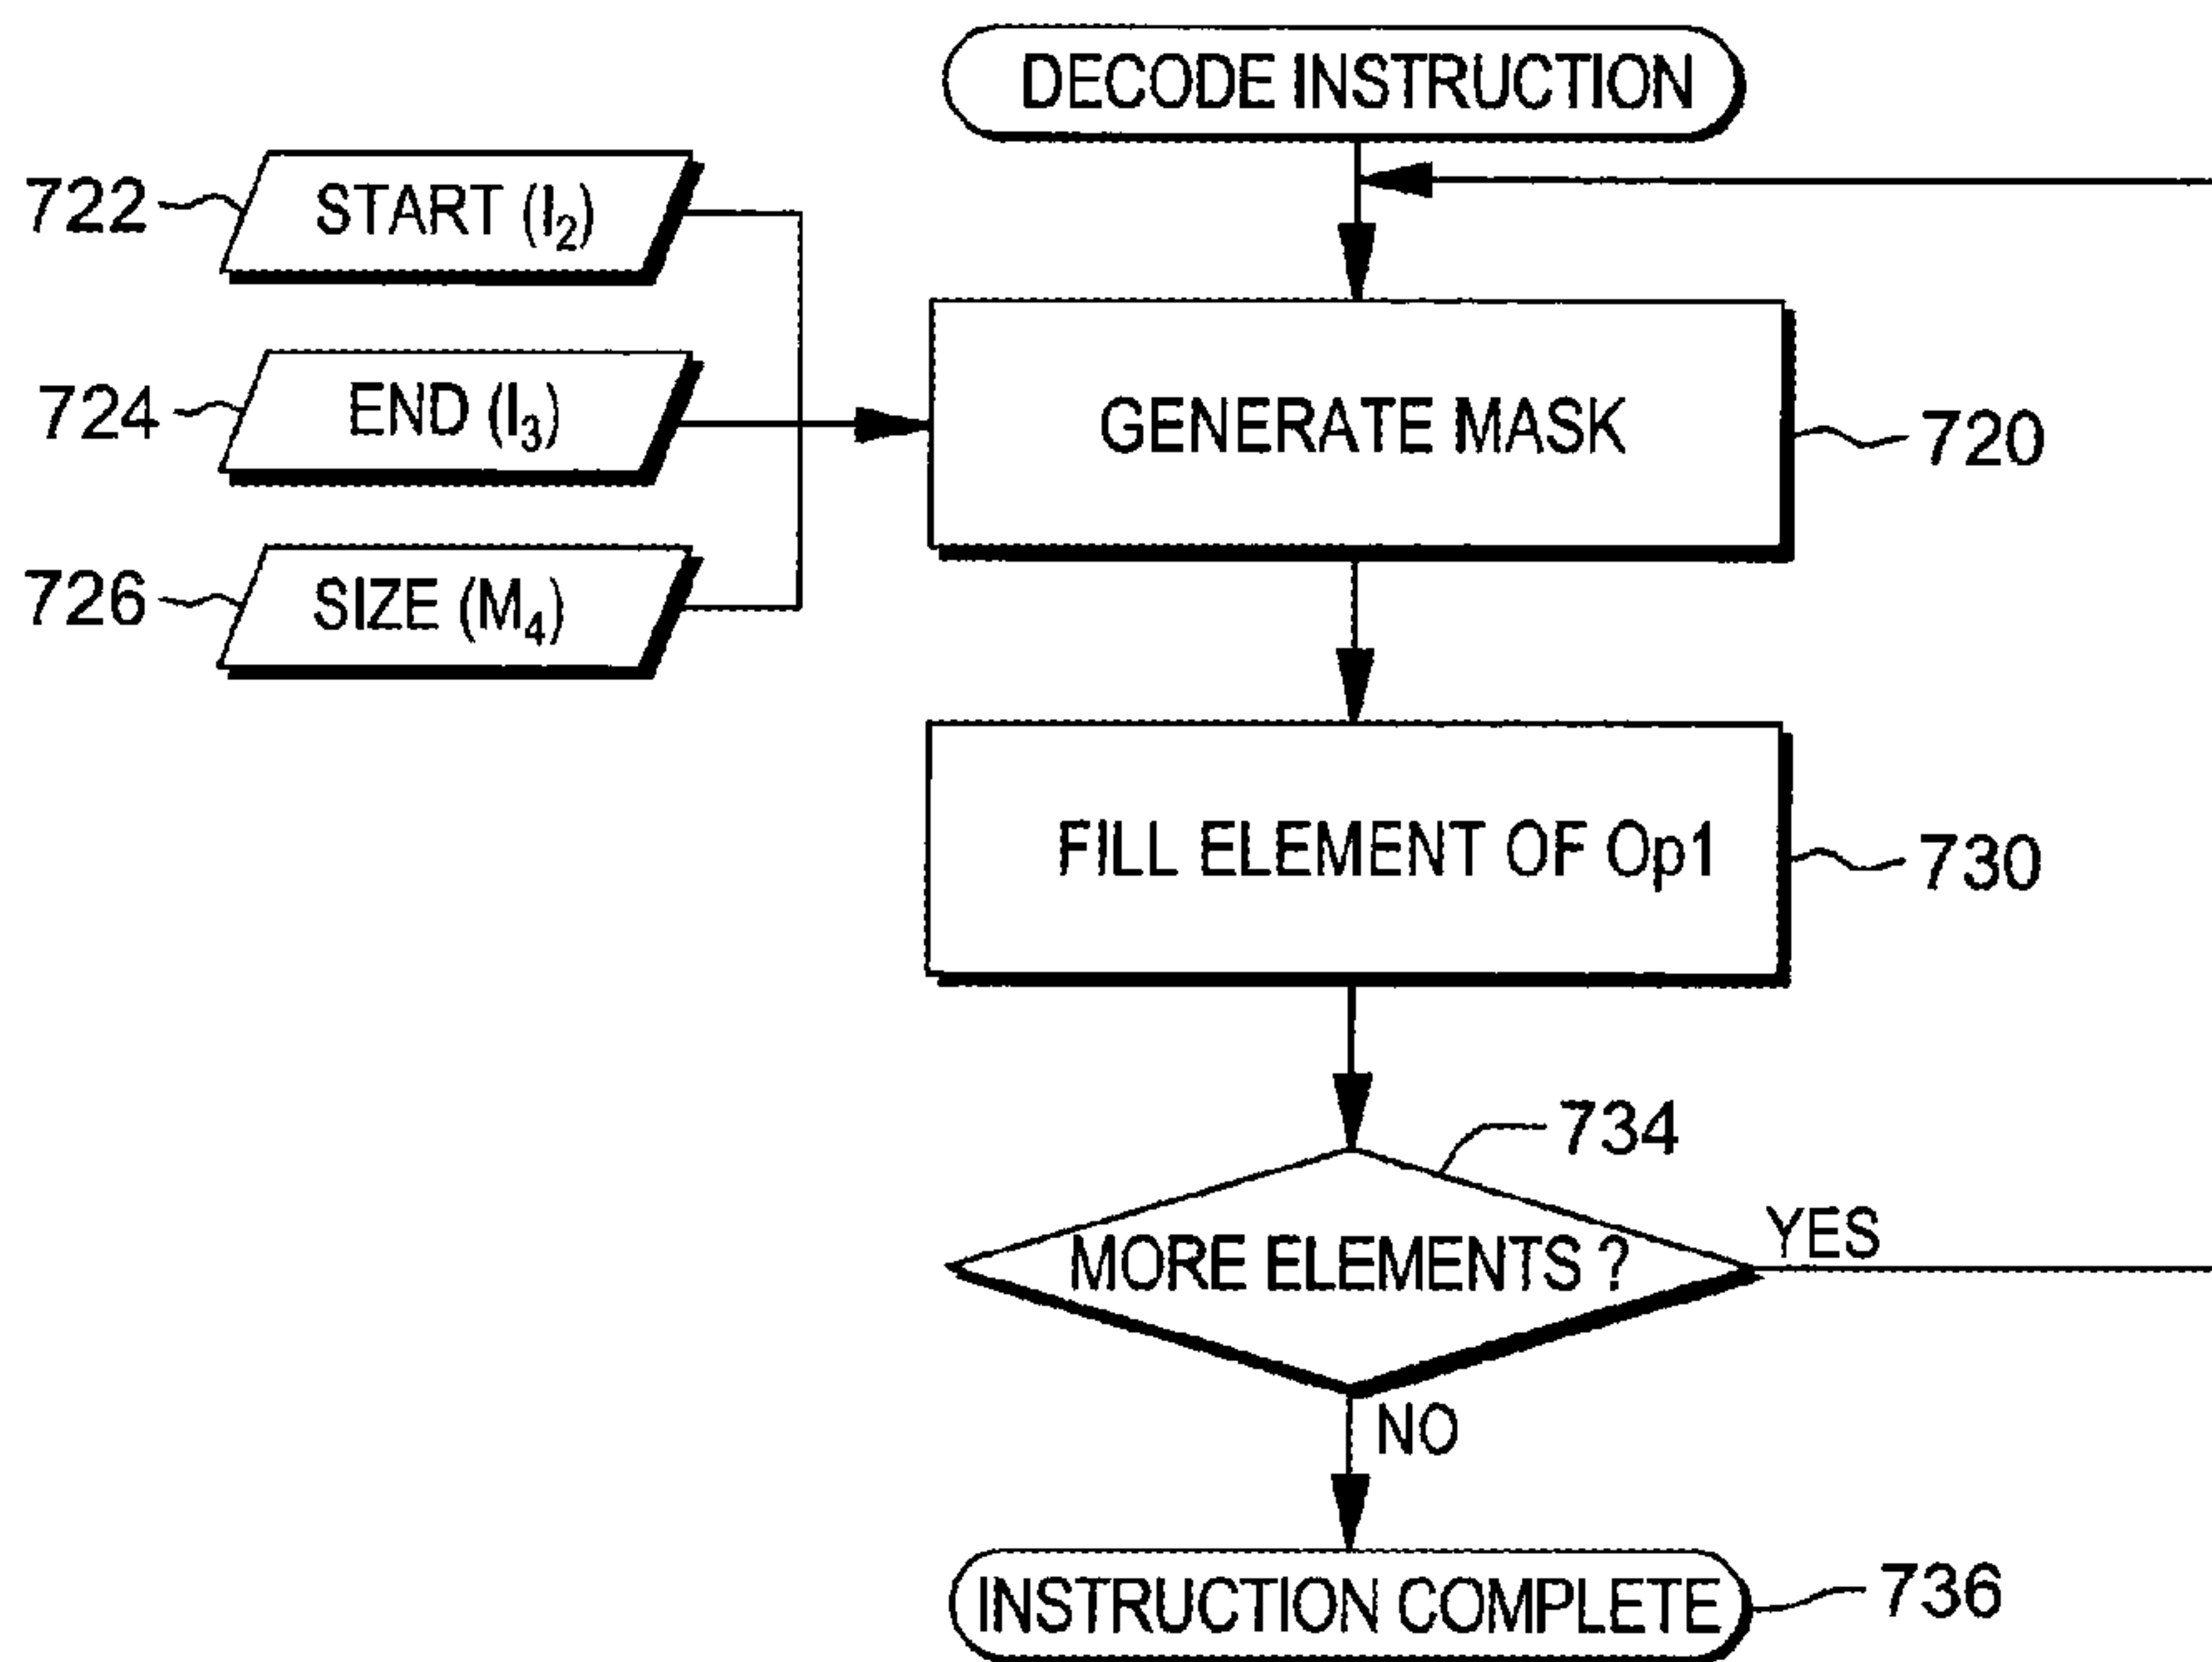 DECODE INSTRUCTION
722
START (I₂)
724
END (I₃)
GENERATE MASK
720
726
SIZE (M₄)
FILL ELEMENT OF Op1
730
734
MORE ELEMENTS ?
YES
NO
INSTRUCTION COMPLETE
736